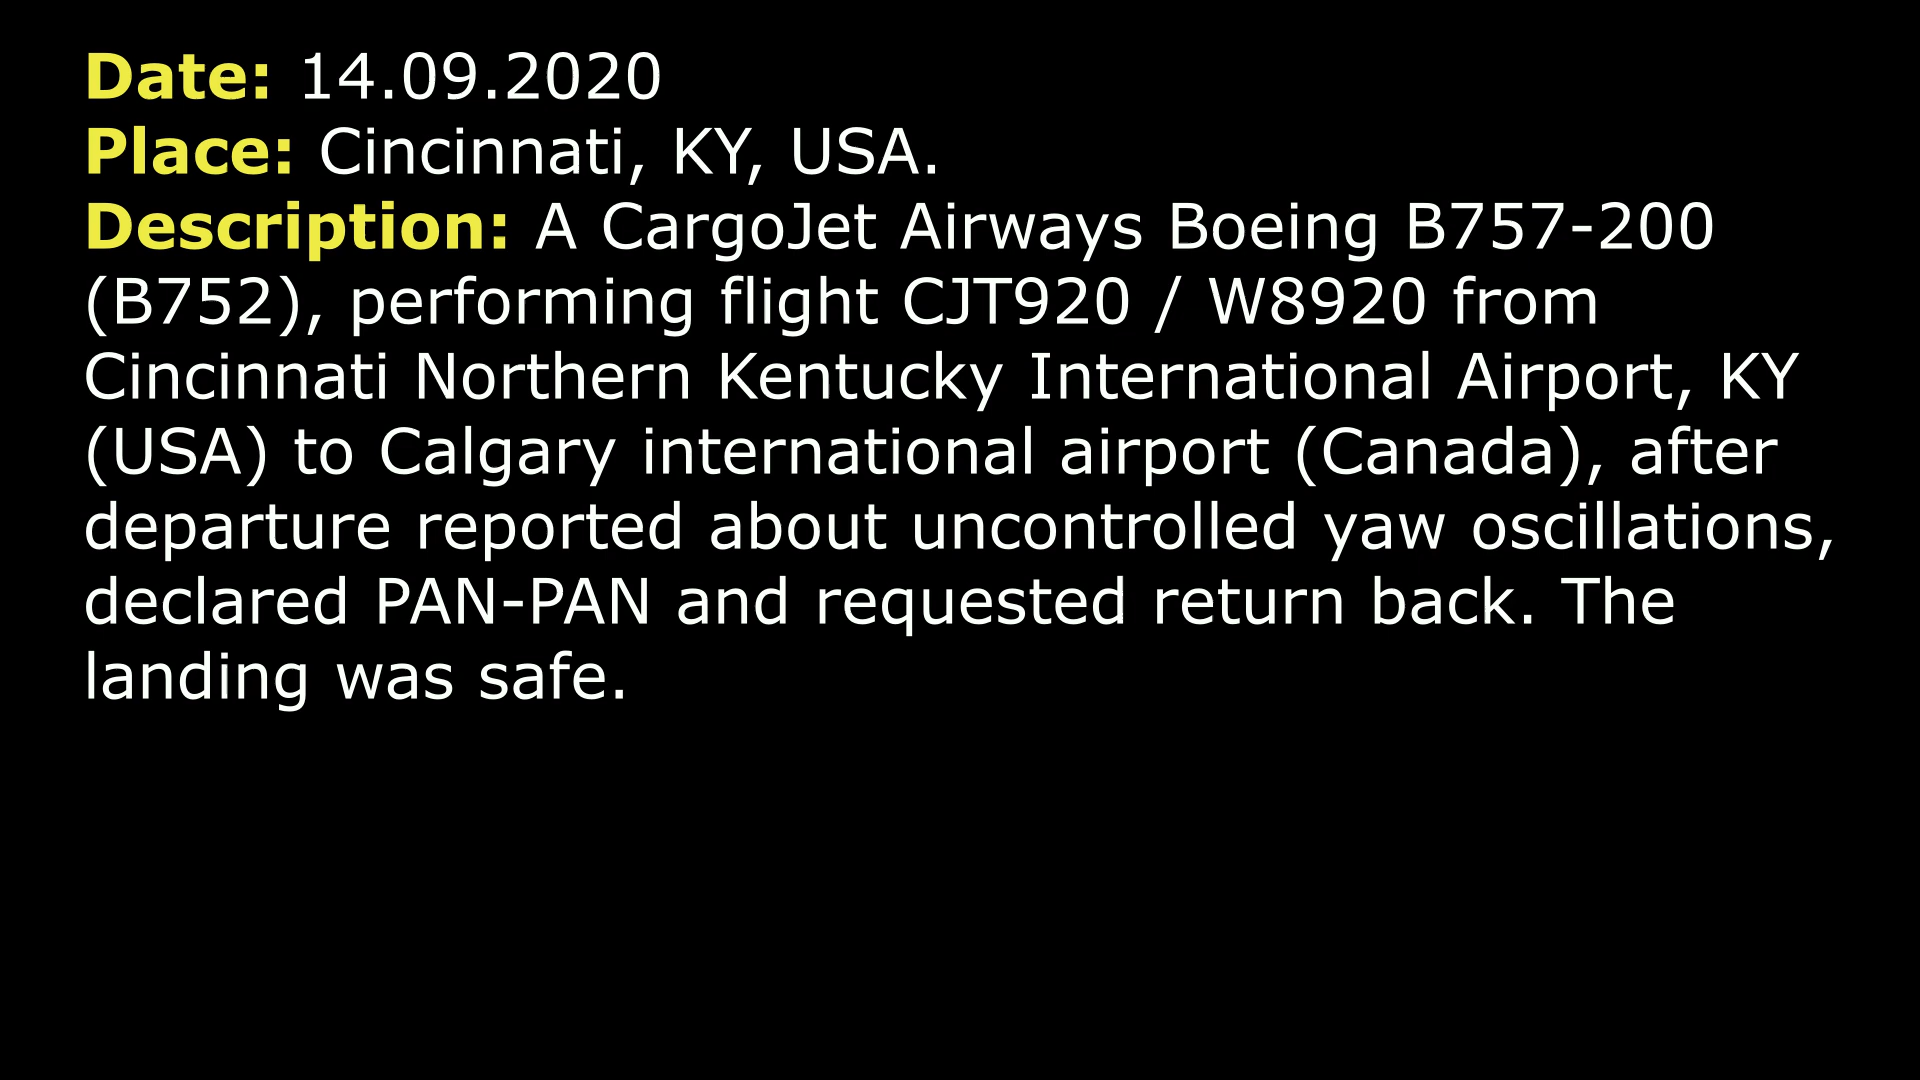 Date: 14.09.2020
Place: Cincinnati, KY, USA.
Description: A CargoJet Airways Boeing B757-200
(B752), performing flight CJT920 / W8920 from
Cincinnati Northern Kentucky International Airport, KY
(USA) to Calgary international airport (Canada), after
departure reported about uncontrolled yaw oscillations,
declared PAN-PAN and requested return back. The
landing was safe.